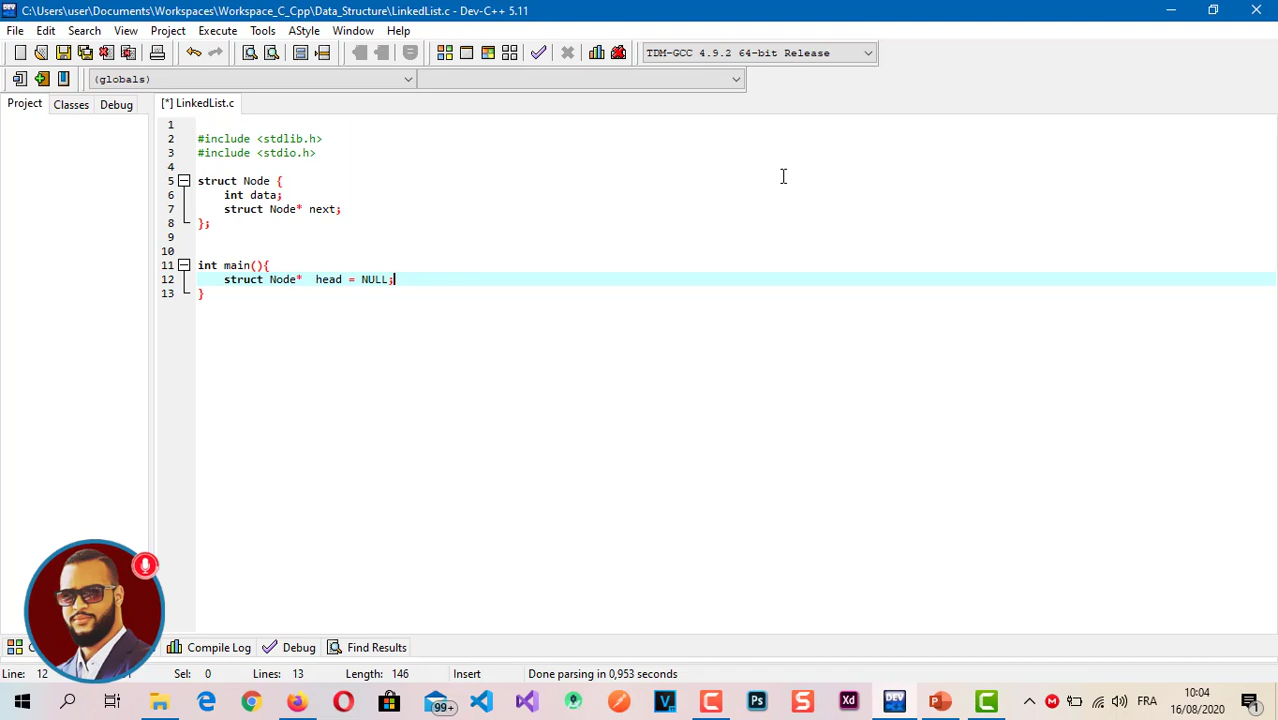 C:\Users\user\Documents\Workspaces\Workspace_C_Cpp\Data_Structure\LinkedList.c - Dev-C++ 5.11
File Edit Search View Project Execute Tools AStyle Window Help
TDM-GCC 4.9.2 64-bit Release
(globals)
Project Classes Debug [*] LinkedList.c
1
2 #include <stdlib.h>
3 #include <stdio.h>
4
5 struct Node {
6 int data;
7 struct Node* next;
8 };
9
10
11 int main(){
12 struct Node*  head = NULL;
13 }
Compile Log Debug Find Results
Line: 12 Sel: 0 Lines: 13 Length: 146 Insert Done parsing in 0,953 seconds
99+ V Ps S Xd DEV P C M FRA 10:04
16/08/2020 1